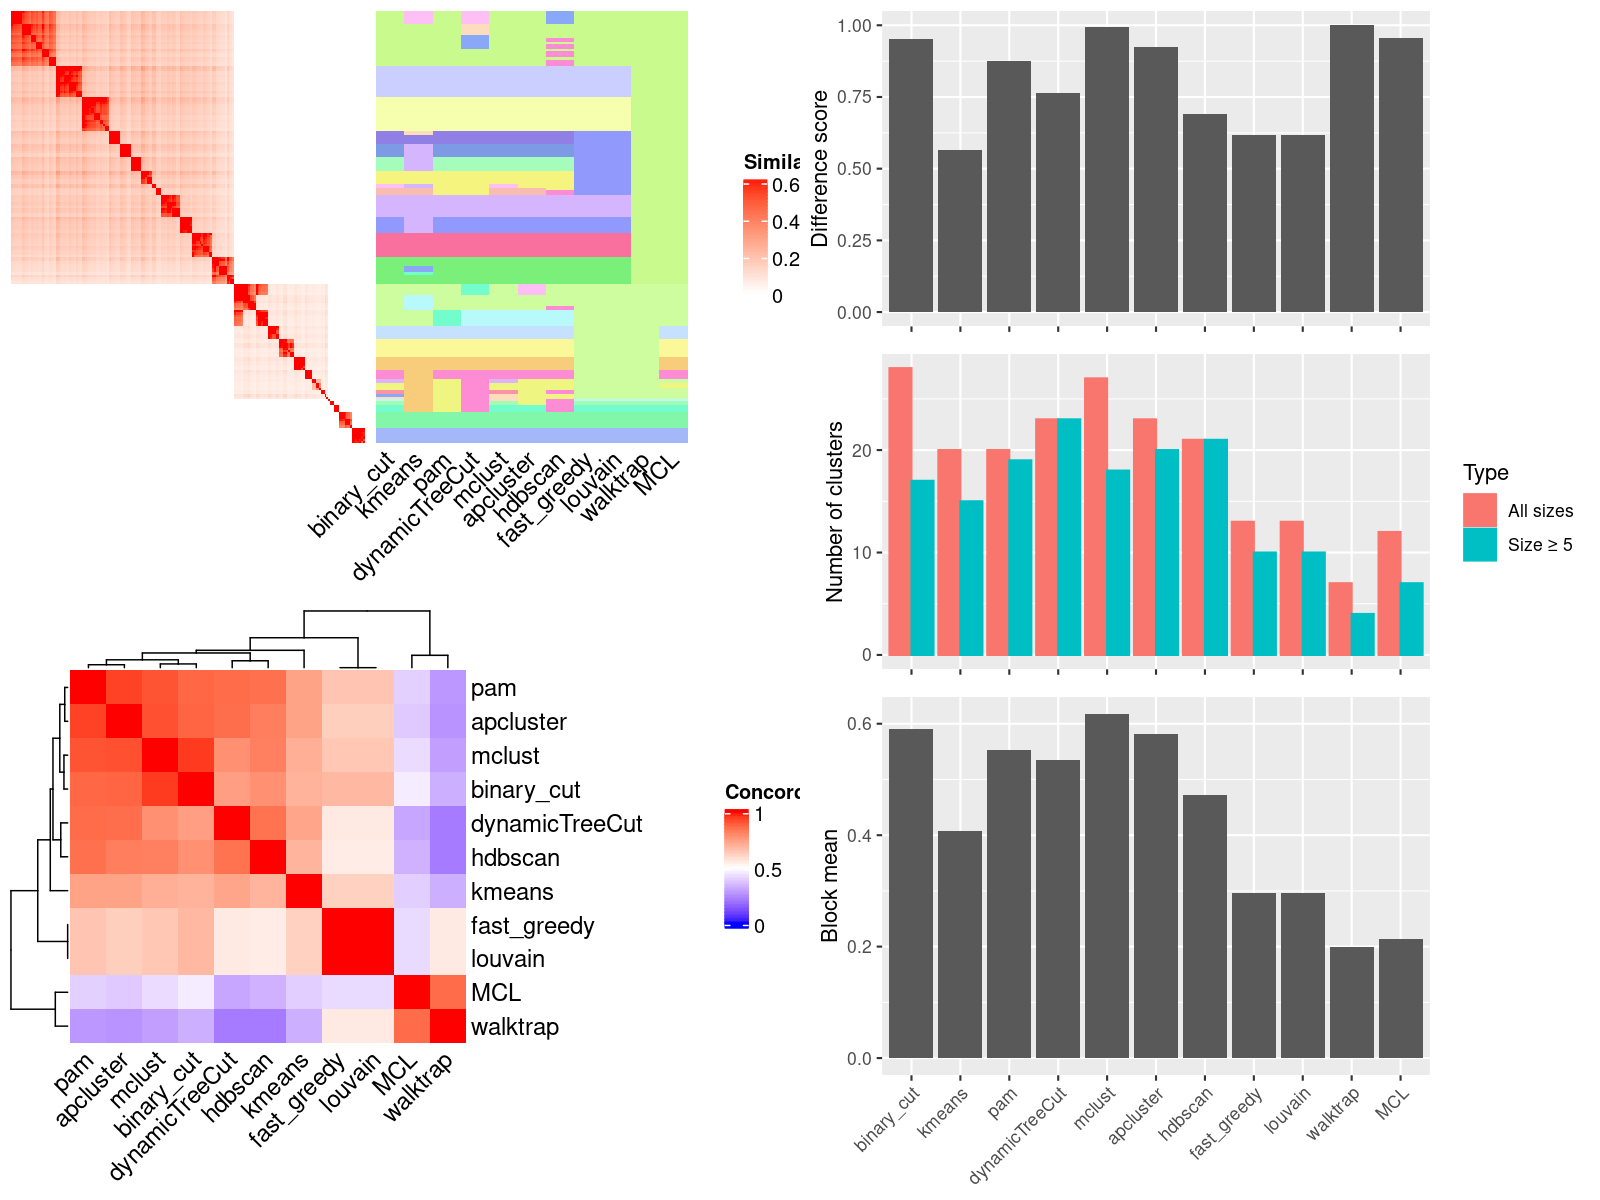 Simila
0.6
0.4
0.2
0
binary_cut
kmeans
pam
dynamicTreeCut
mclust
apcluster
hdbscan
fast_greedy
louvain
walktrap
MCL
Difference score
1.00
0.75
0.50
0.25
0.00
Number of clusters
20
10
0
Type
All sizes
Size ≥ 5
Block mean
0.6
0.4
0.2
0.0
binary_cut
kmeans
pam
dynamicTreeCut
mclust
apcluster
hdbscan
fast_greedy
louvain
walktrap
MCL
pam
apcluster
mclust
binary_cut
dynamicTreeCut
hdbscan
kmeans
fast_greedy
louvain
MCL
walktrap
pam
apcluster
mclust
binary_cut
dynamicTreeCut
hdbscan
kmeans
fast_greedy
louvain
MCL
walktrap
Concord
1
0.5
0